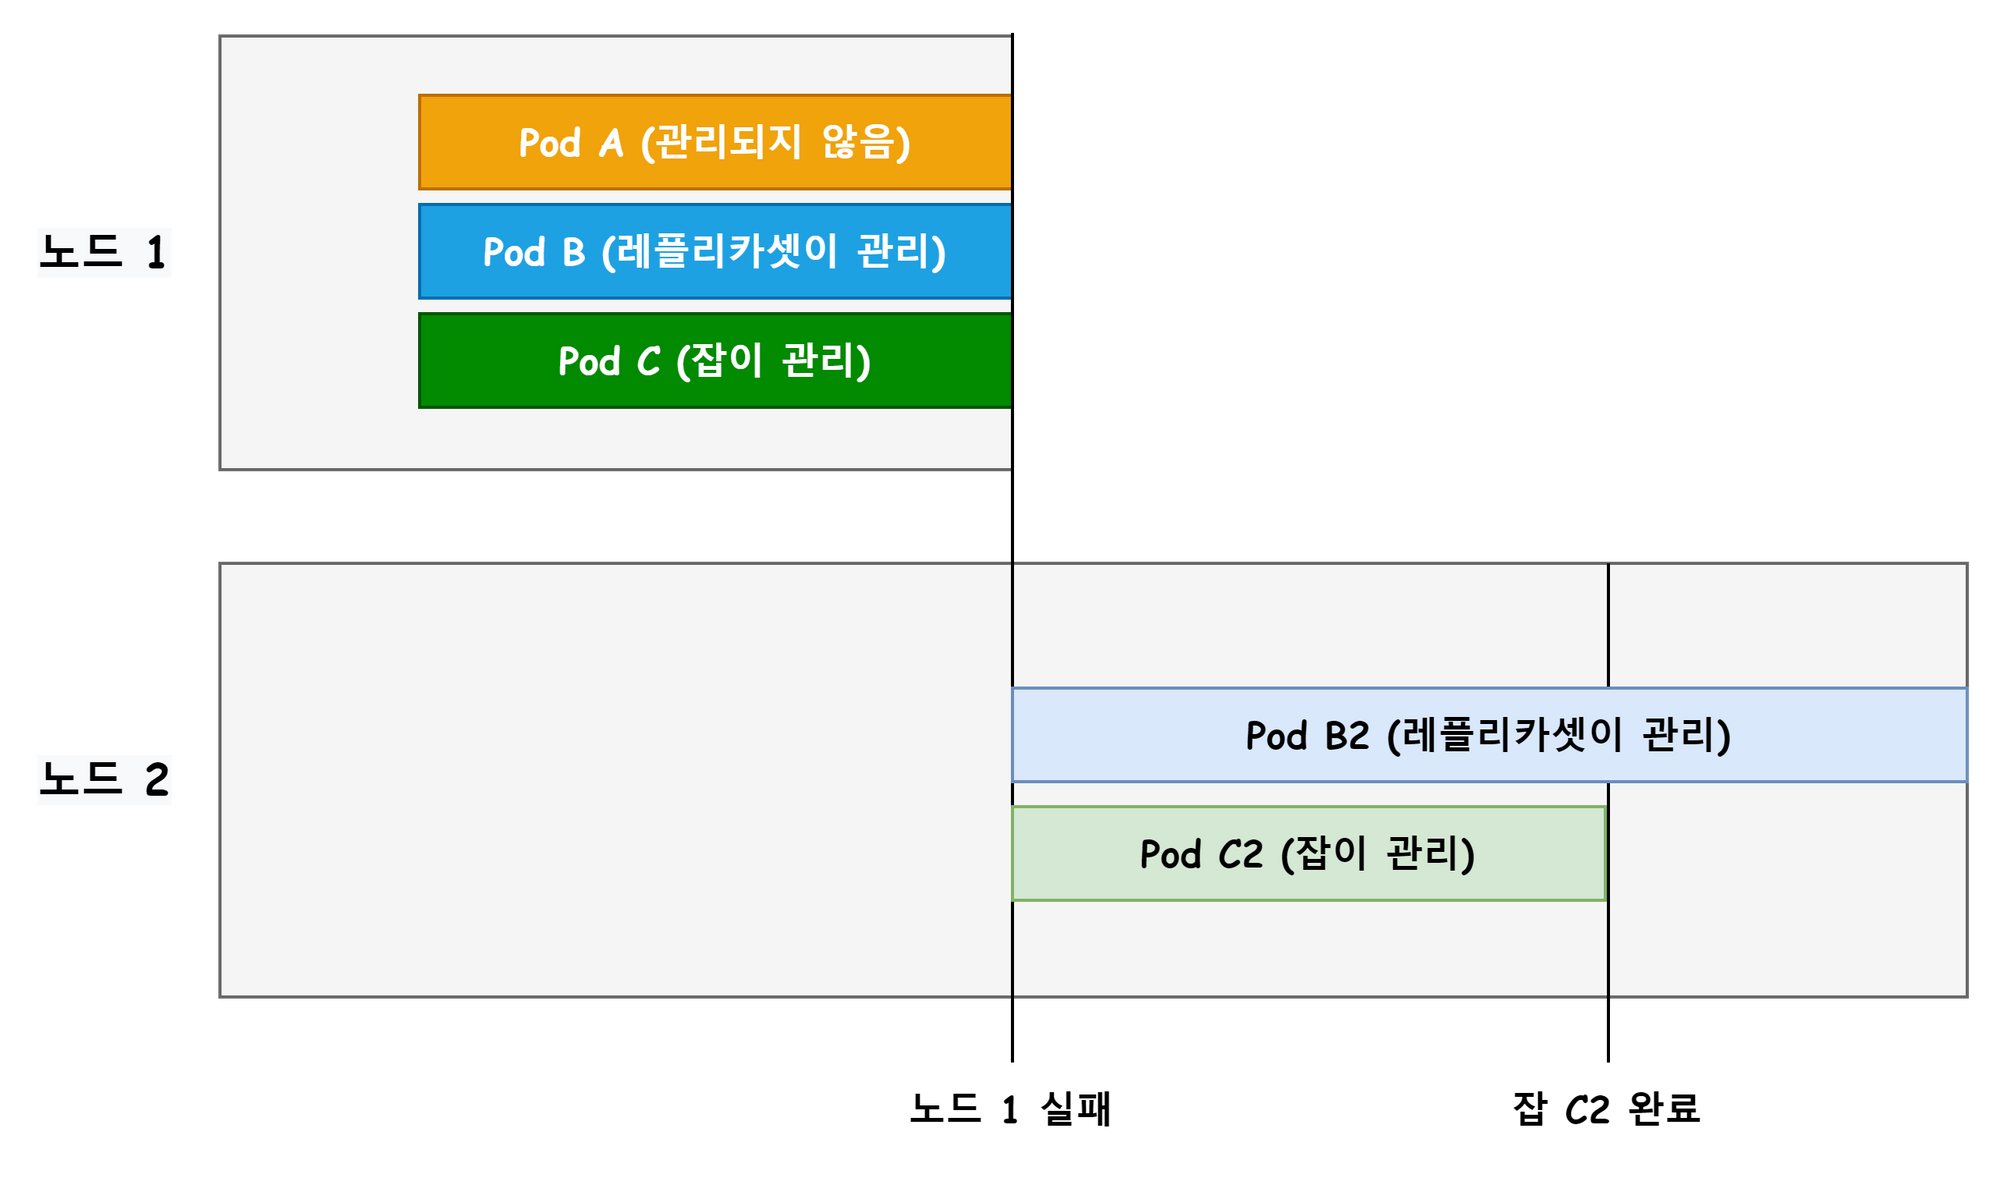 노드 1
Pod A (관리되지 않음)
Pod B (레플리카셋이 관리)
Pod C (잡이 관리)
노드 2
Pod B2 (레플리카셋이 관리)
Pod C2 (잡이 관리)
노드 1 실패
잡 C2 완료